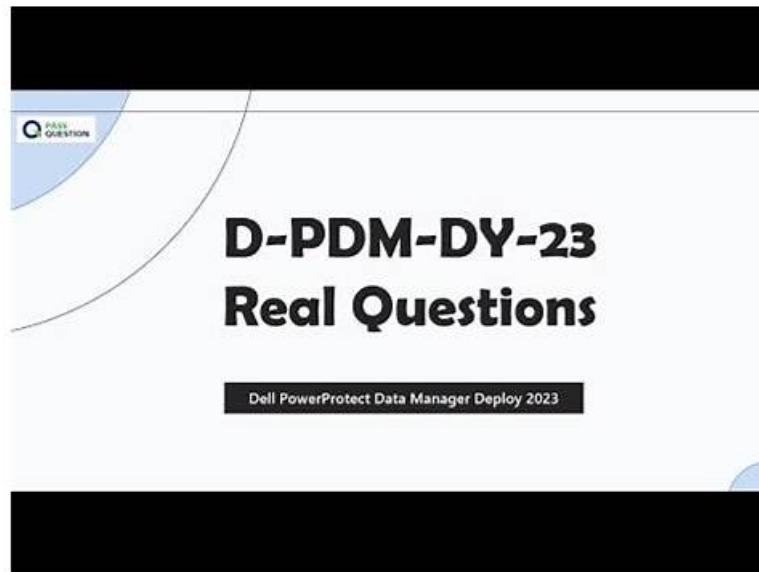 PASS
QUESTION
D-PDM-DY-23
Real Questions
Dell PowerProtect Data Manager Deploy 2023